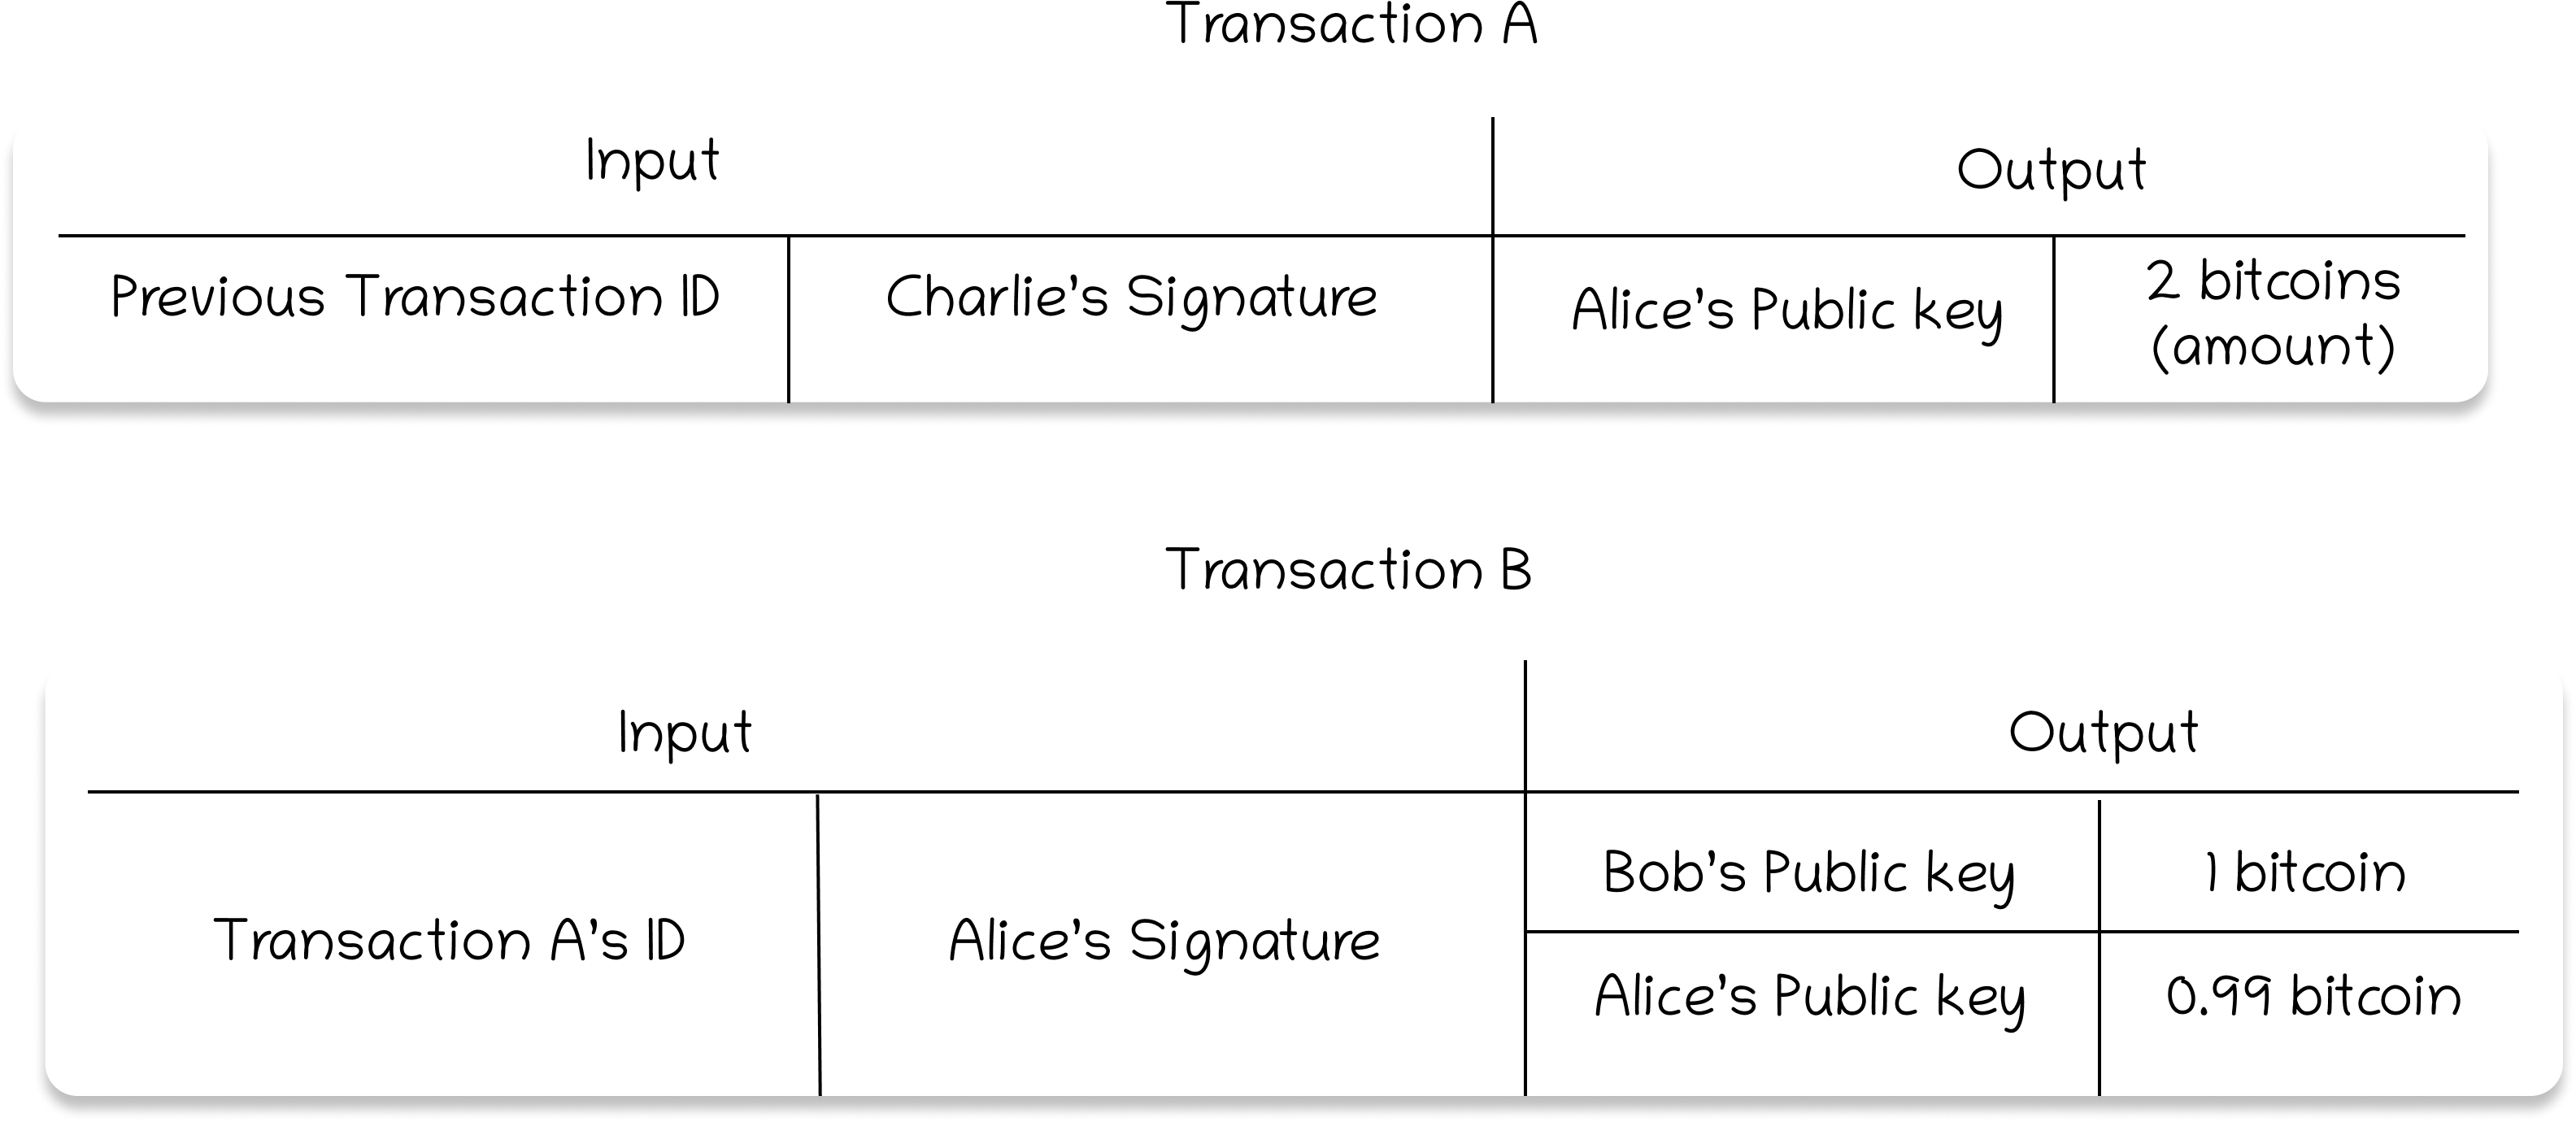 Transaction A
Input
Output
Previous Transaction ID
Charlie's Signature
Alice's Public key
2 bitcoins
(amount)
Transaction B
Input
Output
Transaction A's ID
Alice's Signature
Bob's Public key
1 bitcoin
Alice's Public key
0.99 bitcoin